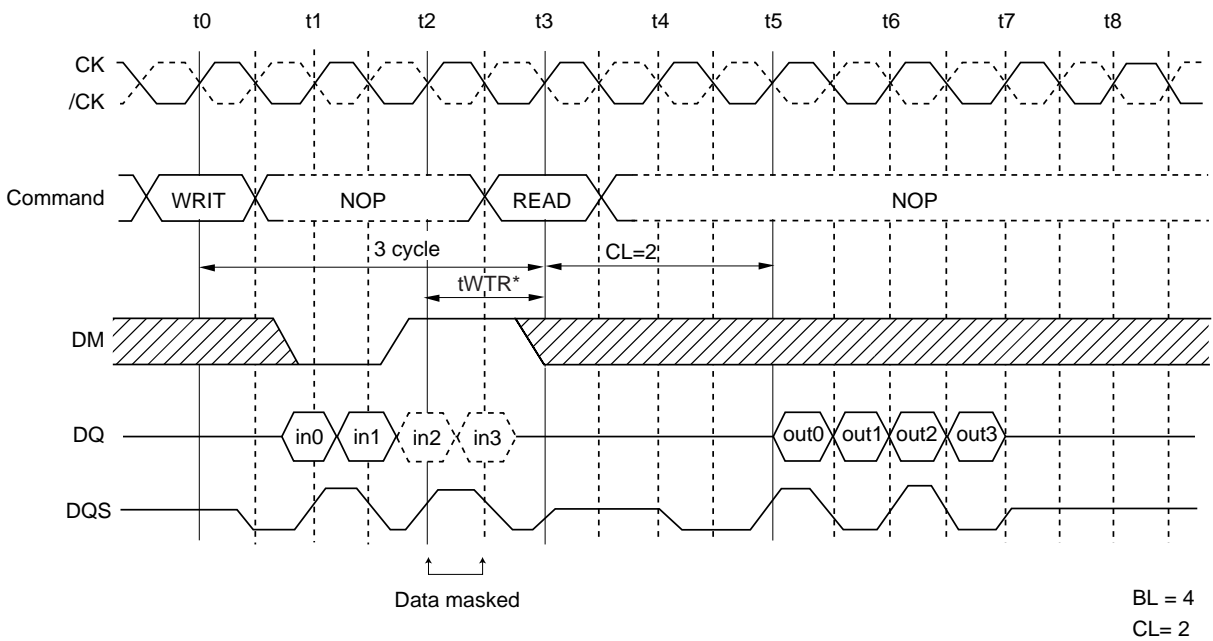 t0 t1 t2 t3 t4 t5 t6 t7 t8
CK
/CK
Command WRIT NOP READ NOP
3 cycle CL=2
tWTR*
DM
DQ in0 in1 in2 in3 out0 out1 out2 out3
DQS
Data masked
BL = 4
CL= 2